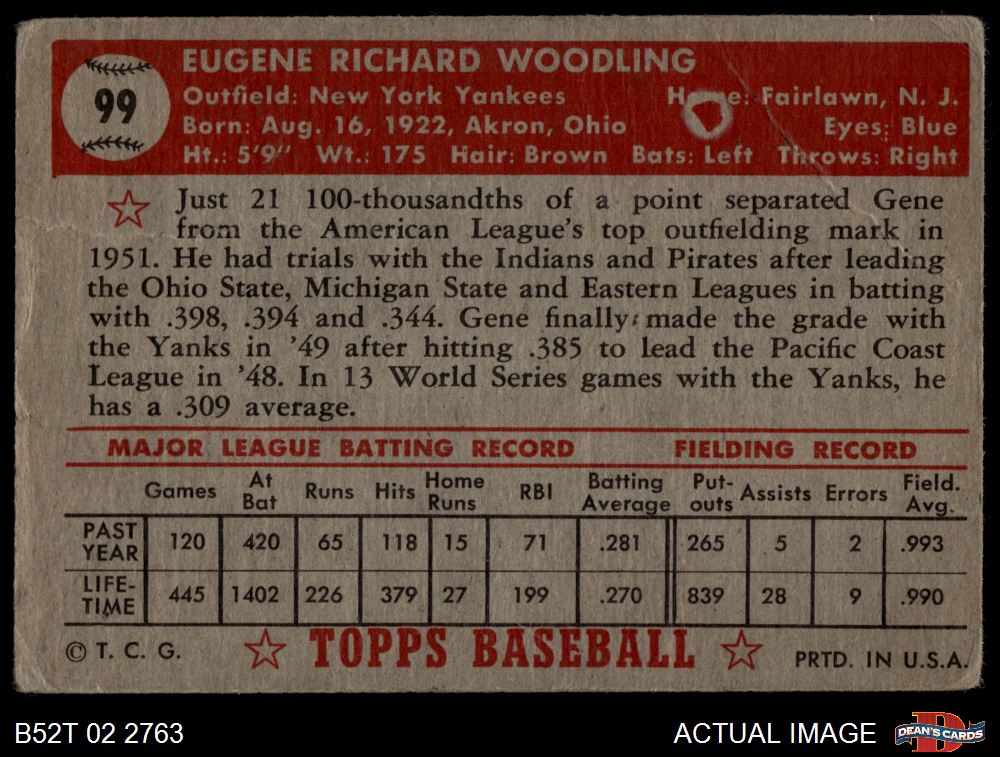 EUGENE RICHARD WOODLING
99
Outfield: New York Yankees Home: Fairlawn, N. J.
Born: Aug. 16, 1922, Akron, Ohio Eyes: Blue
Ht.: 5'9" Wt.: 175 Hair: Brown Bats: Left Throws: Right
Just 21 100-thousandths of a point separated Gene
from the American League's top outfielding mark in
1951. He had trials with the Indians and Pirates after leading
the Ohio State, Michigan State and Eastern Leagues in batting
with .398, .394 and .344. Gene finally made the grade with
the Yanks in '49 after hitting .385 to lead the Pacific Coast
League in '48. In 13 World Series games with the Yanks, he
has a .309 average.
MAJOR LEAGUE BATTING RECORD FIELDING RECORD
Games At Bat Runs Hits Home Runs RBI Batting Average Put-outs Assists Errors Field. Avg.
PAST YEAR 120 420 65 118 15 71 .281 265 5 2 .993
LIFE-TIME 445 1402 226 379 27 199 .270 839 28 9 .990
© T. C. G. TOPPS BASEBALL PRTD. IN U.S.A.
B52T 02 2763 ACTUAL IMAGE DEAN'S CARDS